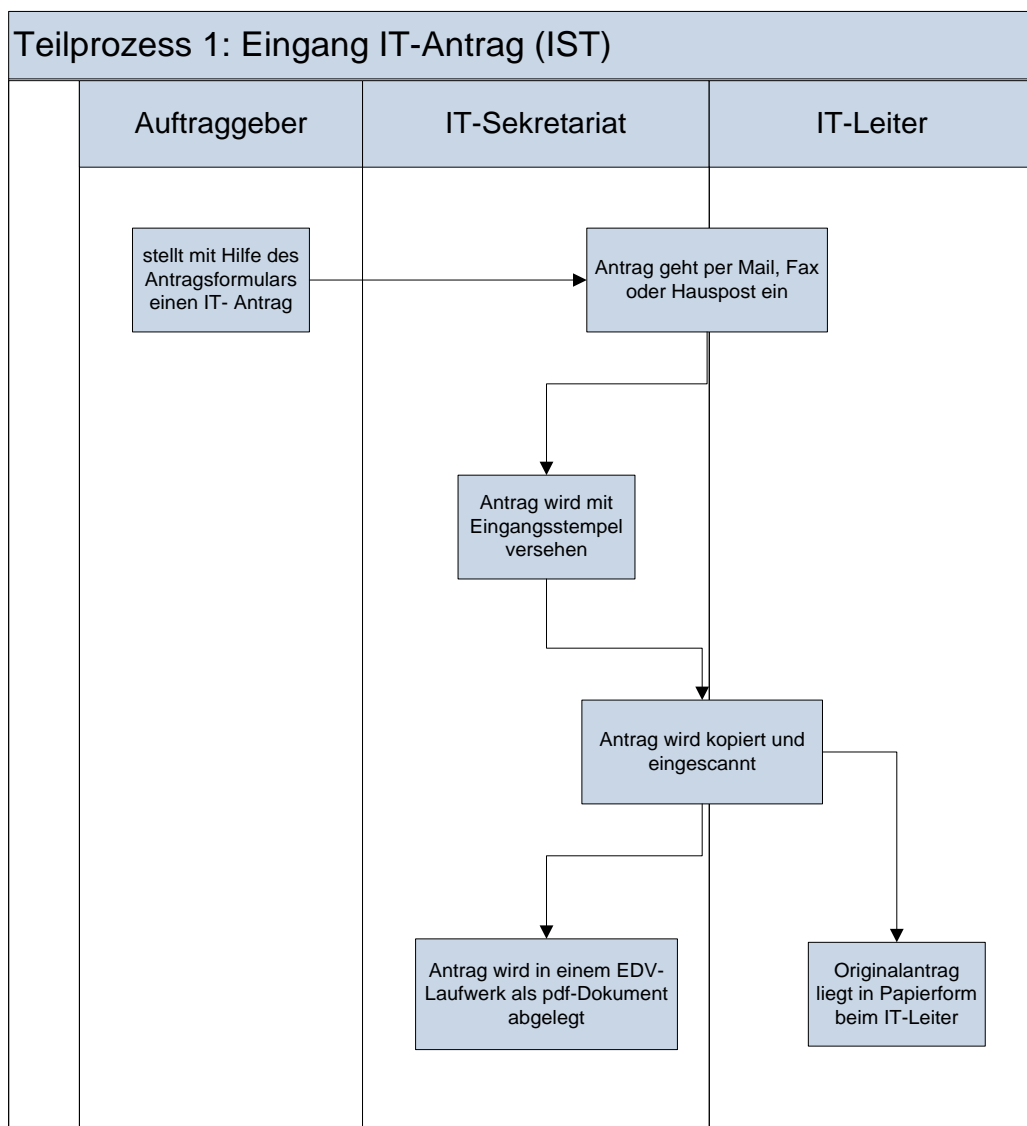 Teilprozess 1: Eingang IT-Antrag (IST)
Auftraggeber
IT-Sekretariat
IT-Leiter
stellt mit Hilfe des
Antragsformulars
einen IT- Antrag
Antrag geht per Mail, Fax
oder Hauspost ein
Antrag wird mit
Eingangsstempel
versehen
Antrag wird kopiert und
eingescannt
Antrag wird in einem EDV-
Laufwerk als pdf-Dokument
abgelegt
Originalantrag
liegt in Papierform
beim IT-Leiter